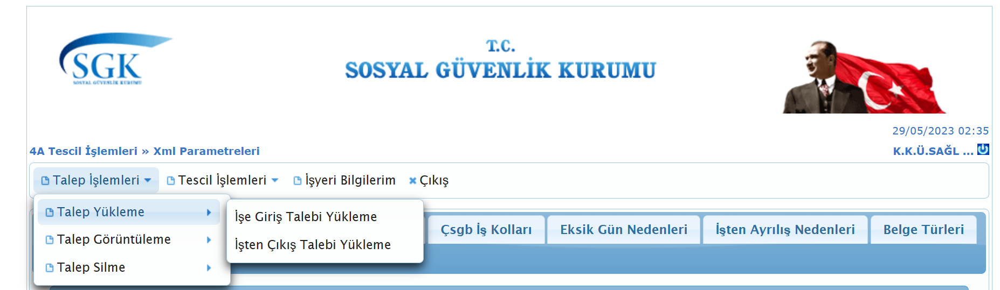 SGK
SOSYAL GÜVENLİK KURUMU
T.C.
SOSYAL GÜVENLİK KURUMU
29/05/2023 02:35
4A Tescil İşlemleri » Xml Parametreleri
K.K.Ü.SAĞL ...
Talep İşlemleri Tescil İşlemleri İşyeri Bilgilerim Çıkış
Talep Yükleme
Talep Görüntüleme
Talep Silme
İşe Giriş Talebi Yükleme
İşten Çıkış Talebi Yükleme
Çsgb İş Kolları Eksik Gün Nedenleri İşten Ayrılış Nedenleri Belge Türleri